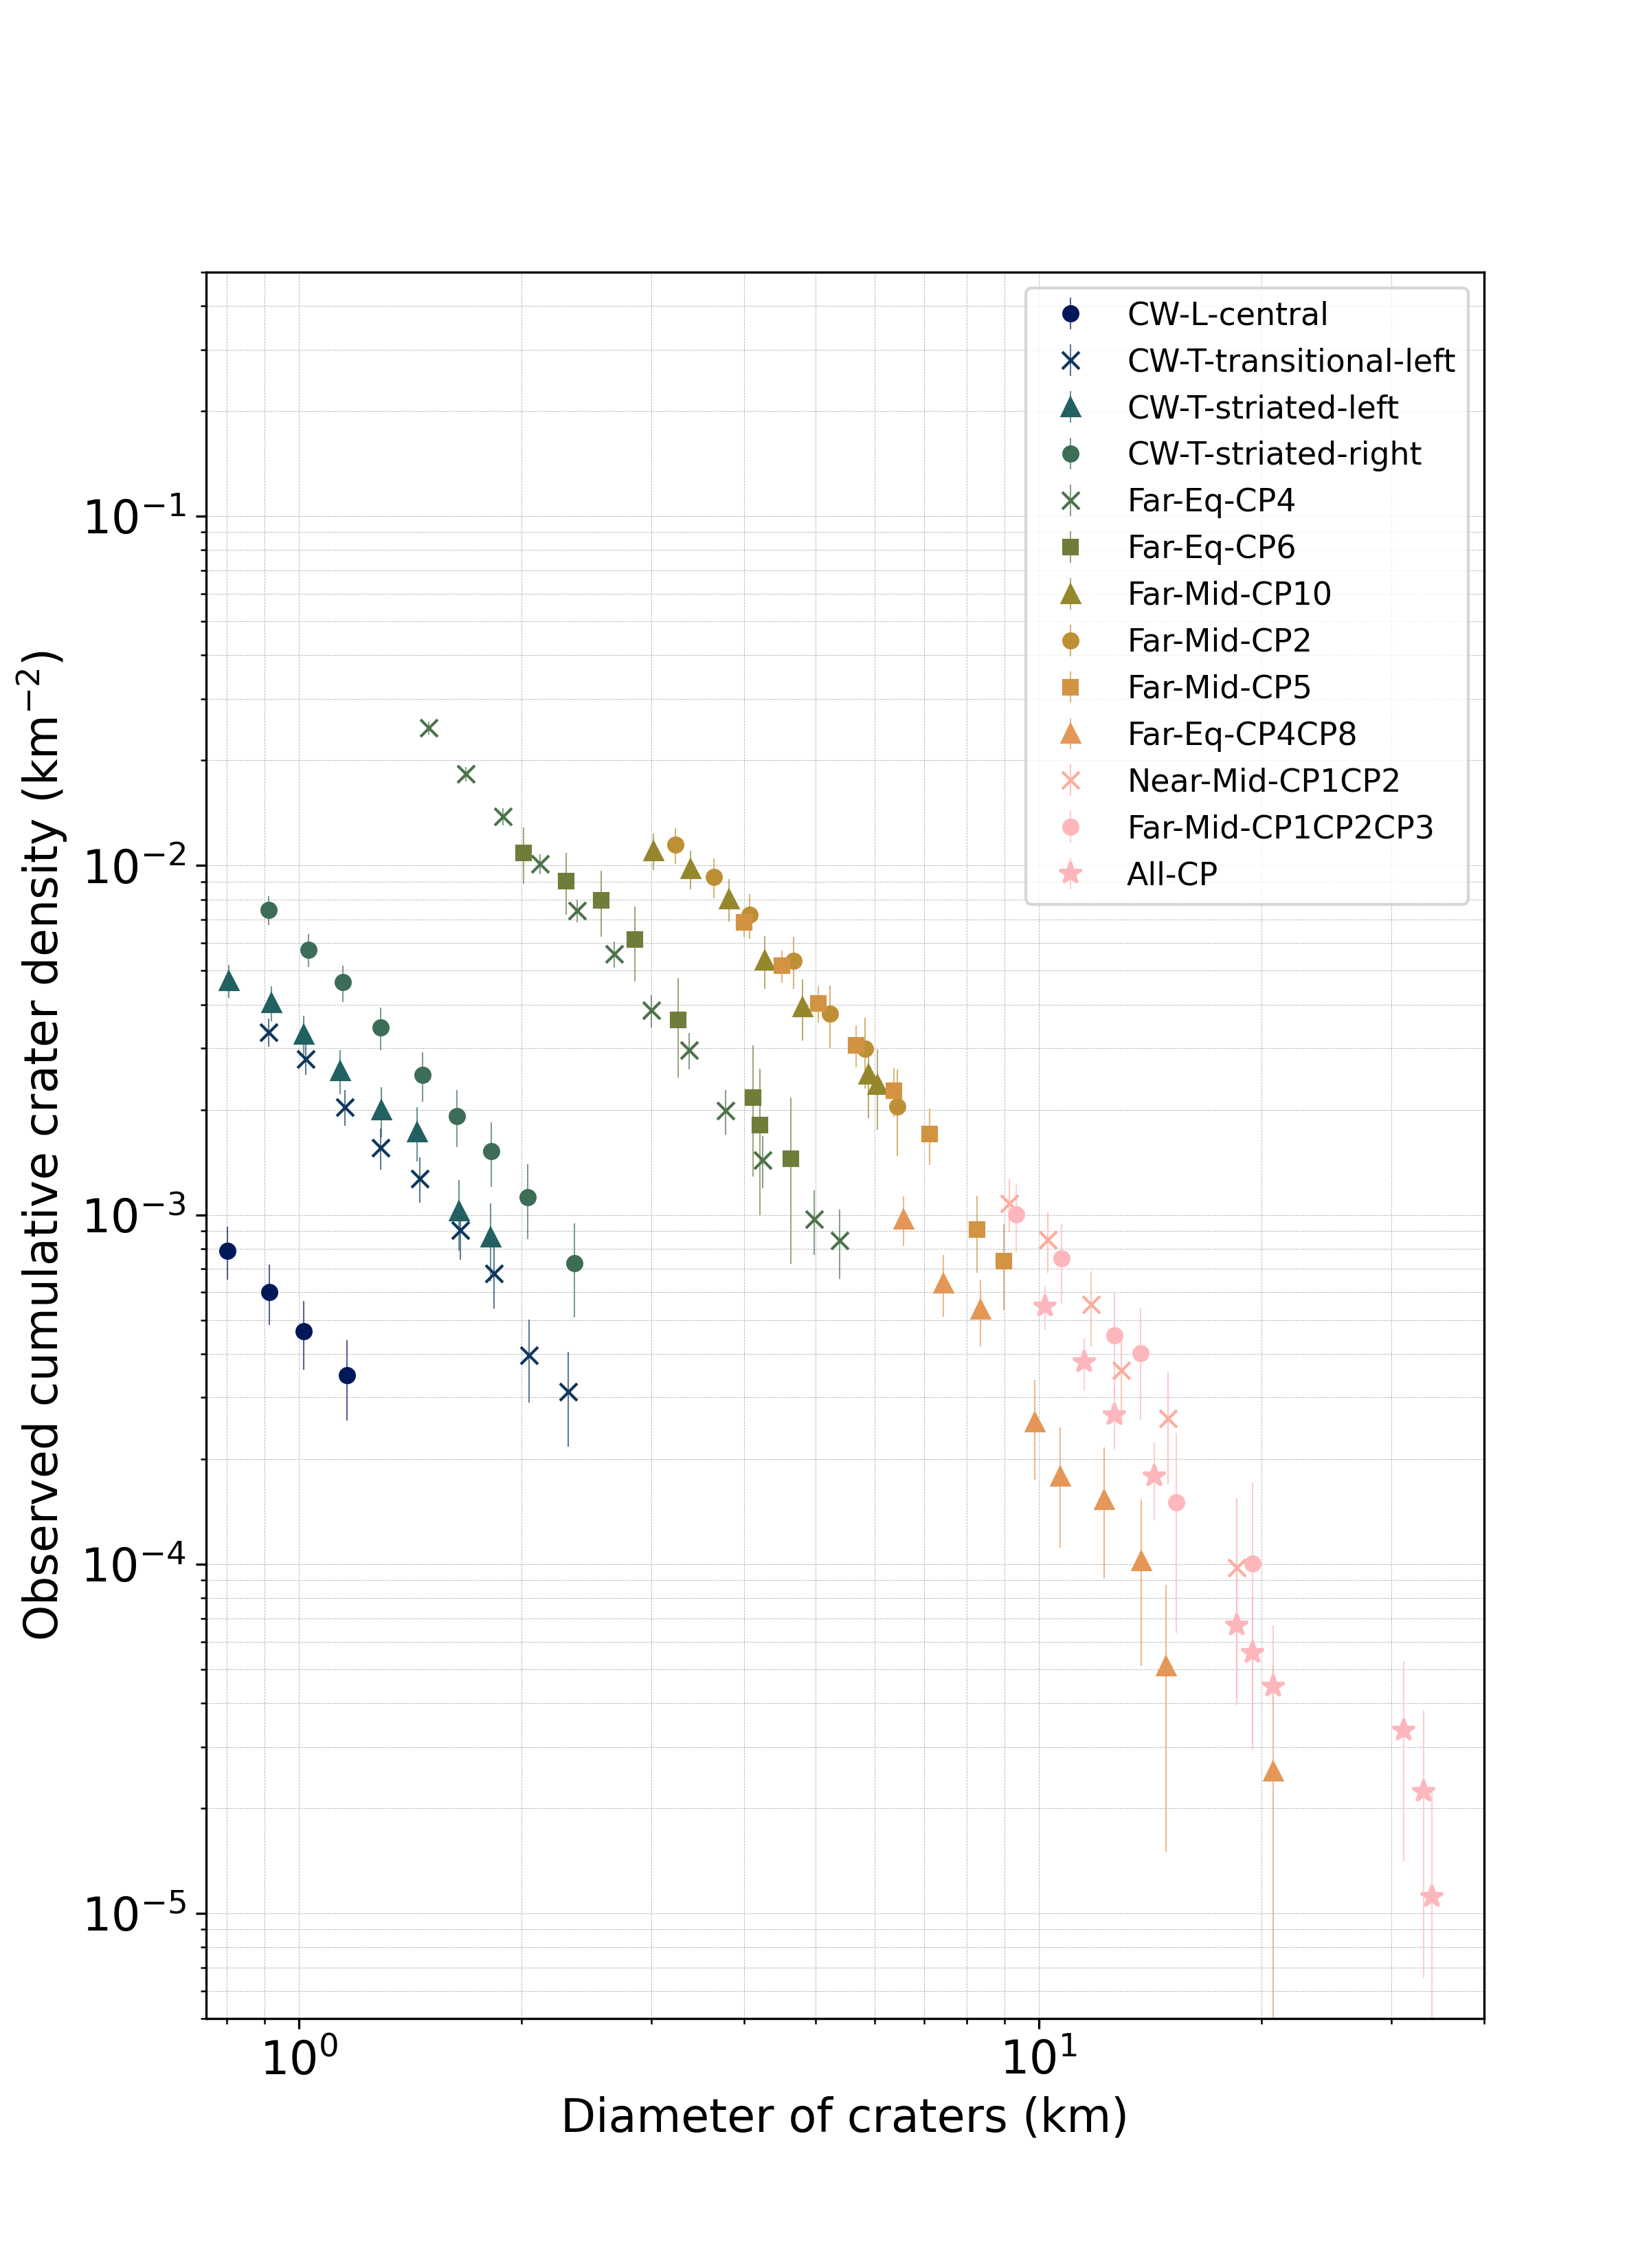 CW-L-central
CW-T-transitional-left
CW-T-striated-left
CW-T-striated-right
Far-Eq-CP4
Far-Eq-CP6
Far-Mid-CP10
Far-Mid-CP2
Far-Mid-CP5
Far-Eq-CP4CP8
Near-Mid-CP1CP2
Far-Mid-CP1CP2CP3
All-CP
10⁻¹
10⁻²
10⁻³
10⁻⁴
10⁻⁵
Observed cumulative crater density (km⁻²)
10⁰ 10¹
Diameter of craters (km)